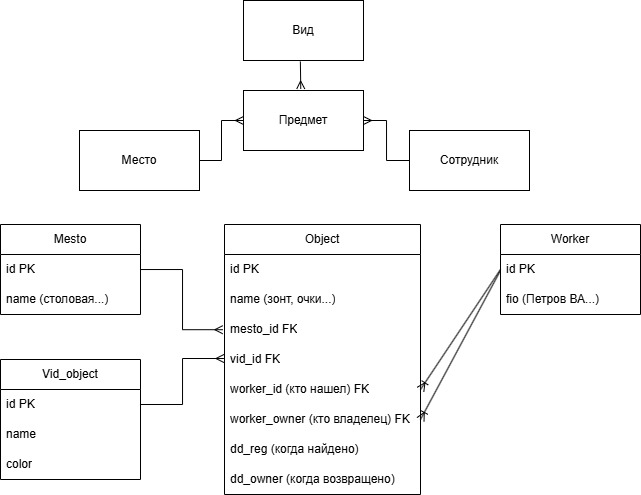 Вид
Предмет
Место
Сотрудник
Mesto
id PK
name (столовая...)
Vid_object
id PK
name
color
Object
id PK
name (зонт, очки...)
mesto_id FK
vid_id FK
worker_id (кто нашел) FK
worker_owner (кто владелец) FK
dd_reg (когда найдено)
dd_owner (когда возвращено)
Worker
id PK
fio (Петров ВА...)